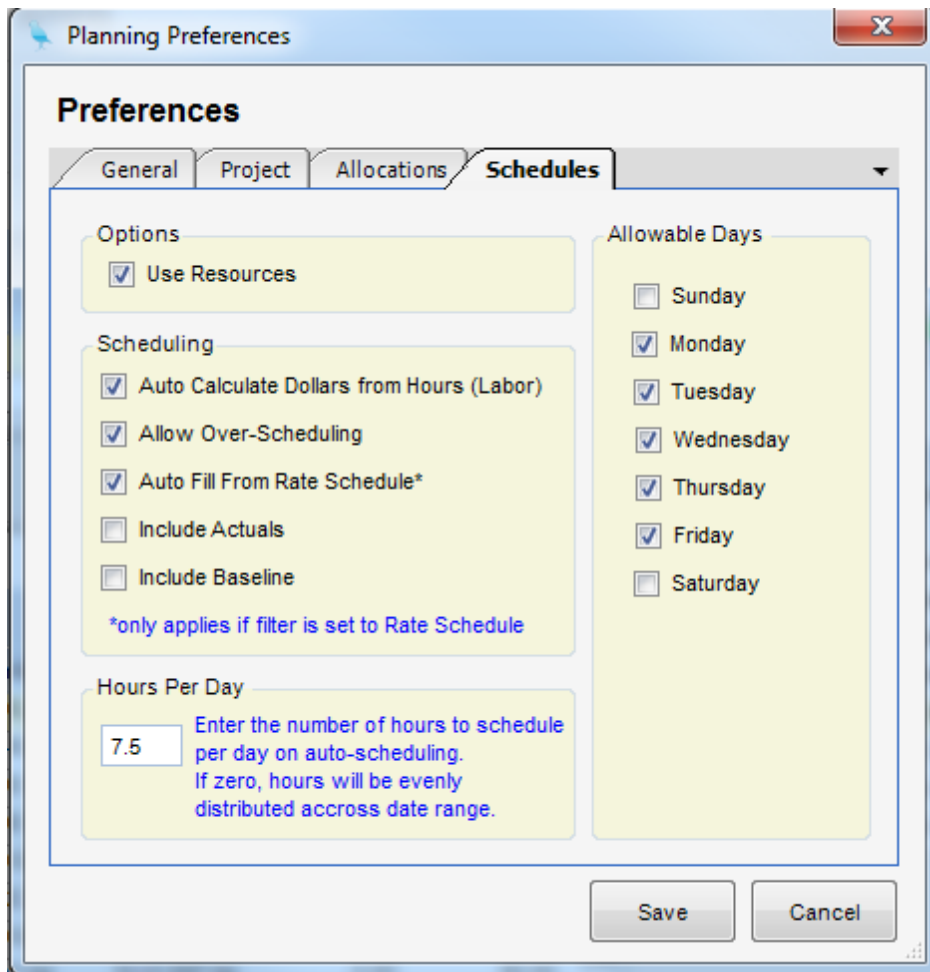 Planning Preferences
Preferences
General
Project
Allocations
Schedules
Options
Use Resources
Scheduling
Auto Calculate Dollars from Hours (Labor)
Allow Over-Scheduling
Auto Fill From Rate Schedule*
Include Actuals
Include Baseline
*only applies if filter is set to Rate Schedule
Hours Per Day
7.5
Enter the number of hours to schedule
per day on auto-scheduling.
If zero, hours will be evenly
distributed accross date range.
Allowable Days
Sunday
Monday
Tuesday
Wednesday
Thursday
Friday
Saturday
Save
Cancel